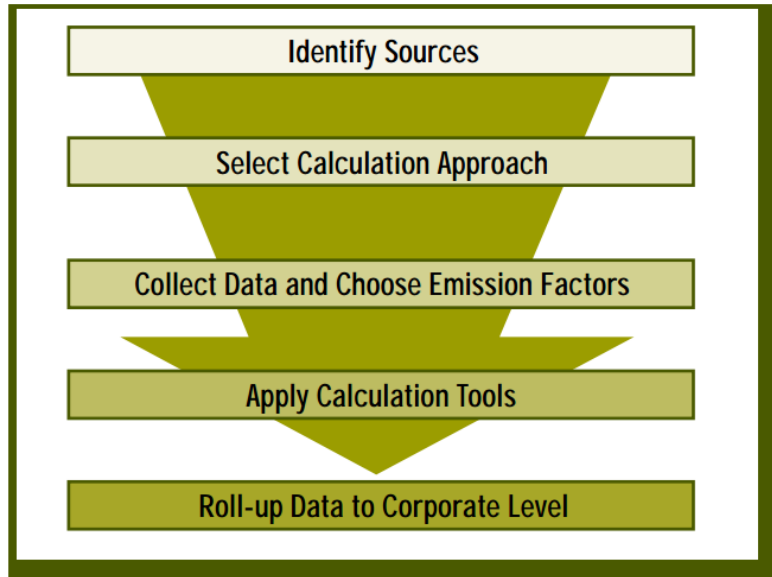 Identify Sources
Select Calculation Approach
Collect Data and Choose Emission Factors
Apply Calculation Tools
Roll-up Data to Corporate Level